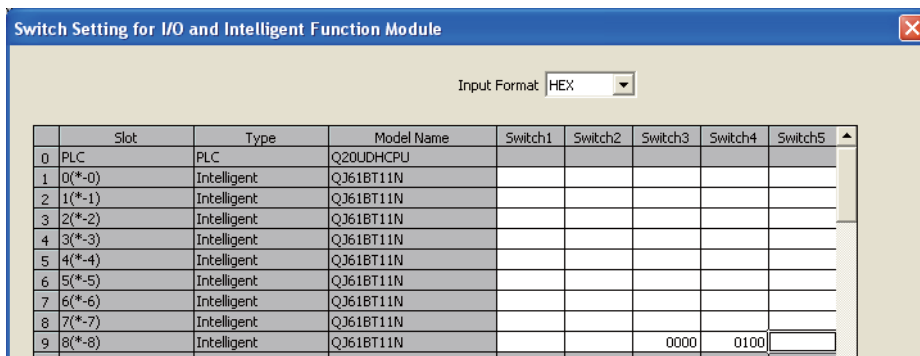 Switch Setting for I/O and Intelligent Function Module
Input Format HEX
Slot Type Model Name Switch1 Switch2 Switch3 Switch4 Switch5
0 PLC PLC Q20UDHCPU
1 0(*-0) Intelligent QJ61BT11N
2 1(*-1) Intelligent QJ61BT11N
3 2(*-2) Intelligent QJ61BT11N
4 3(*-3) Intelligent QJ61BT11N
5 4(*-4) Intelligent QJ61BT11N
6 5(*-5) Intelligent QJ61BT11N
7 6(*-6) Intelligent QJ61BT11N
8 7(*-7) Intelligent QJ61BT11N
9 8(*-8) Intelligent QJ61BT11N 0000 0100